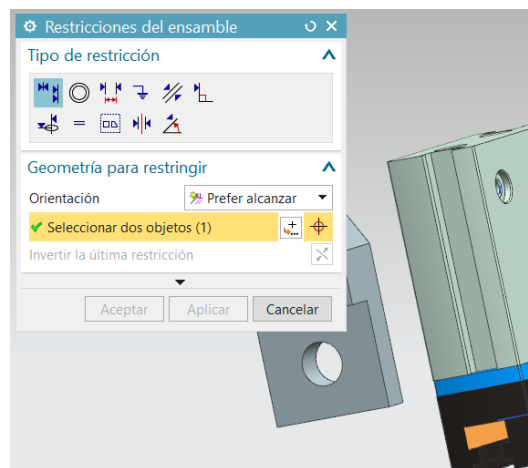 Restricciones del ensamble
Tipo de restricción
Geometría para restringir
Orientación Prefer alcanzar
Seleccionar dos objetos (1)
Invertir la última restricción
Aceptar Aplicar Cancelar